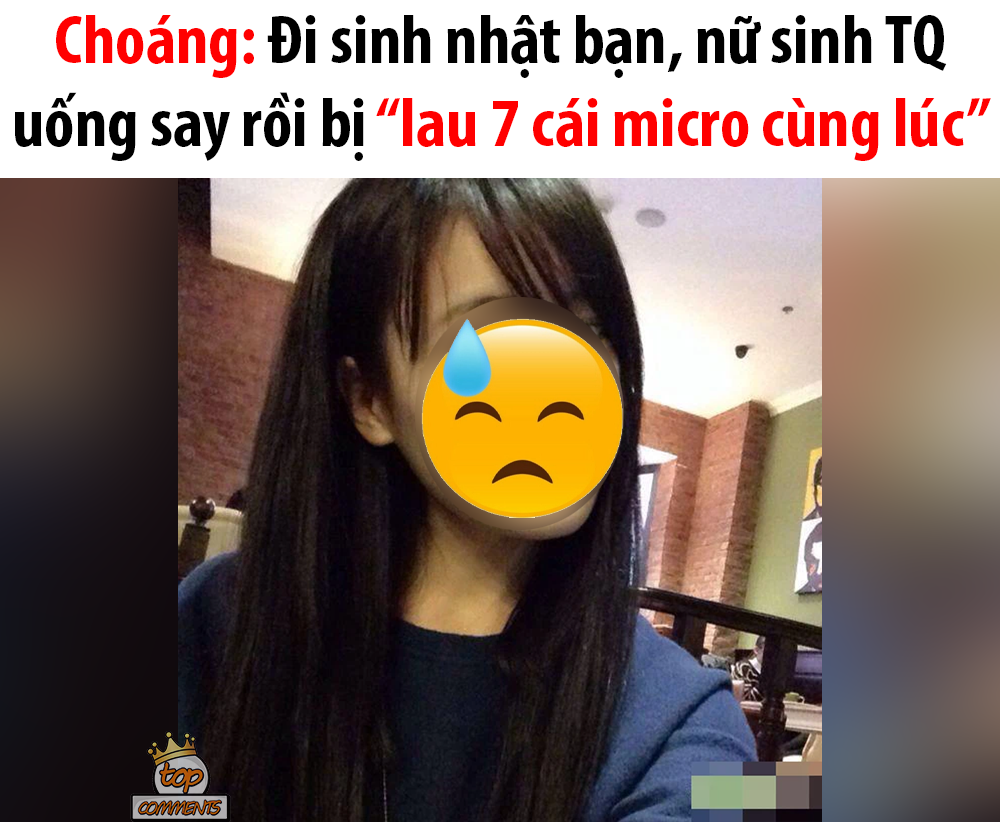 Choáng: Đi sinh nhật bạn, nữ sinh TQ
uống say rồi bị “lau 7 cái micro cùng lúc”
top
COMMENTS